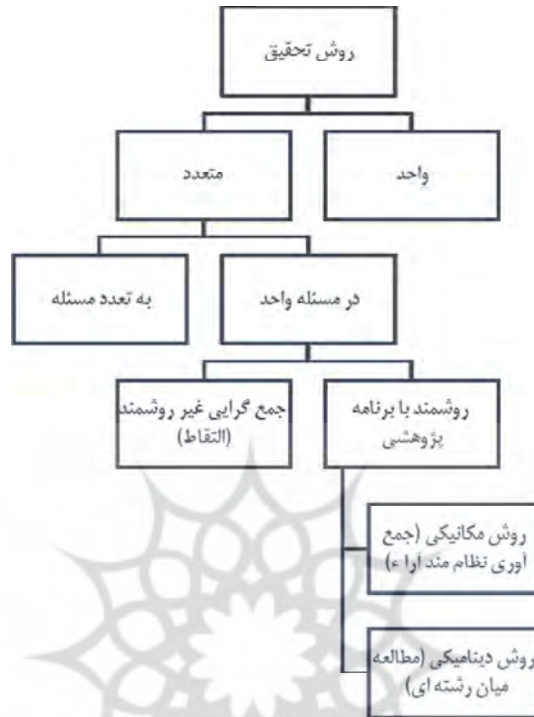 روش تحقیق
واحد
متعدد
در مسئله واحد
به تعدد مسئله
روشمند با برنامه
پژوهشی
جمع گرایی غیر روشمند
(التقاط)
روش مکانیکی (جمع
آوری نظام مند آراء)
روش دینامیکی (مطالعه
میان رشته ای)